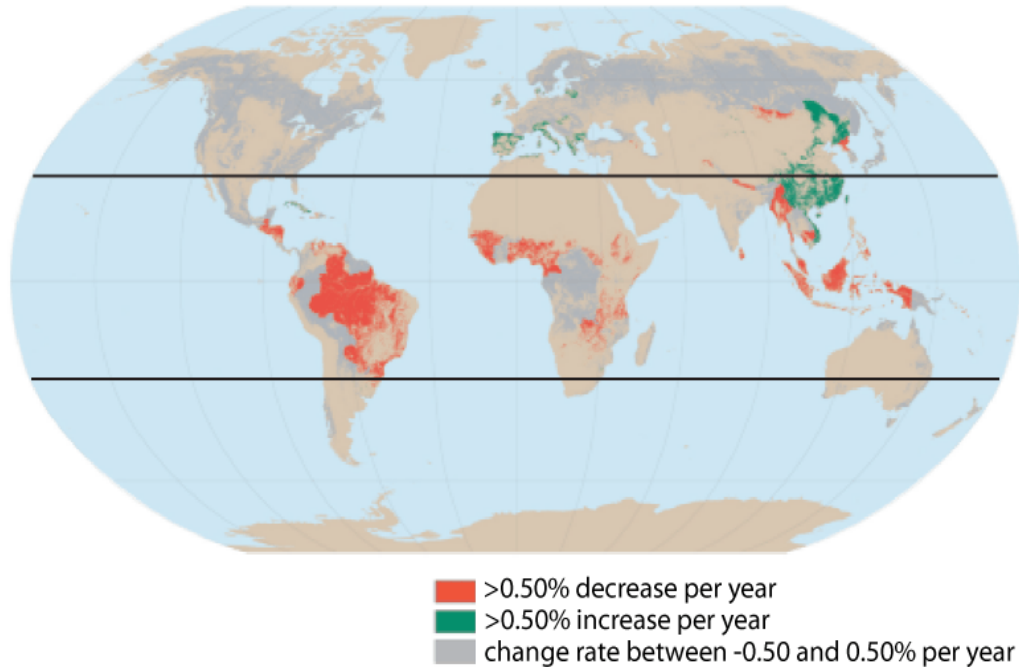 >0.50% decrease per year
>0.50% increase per year
change rate between -0.50 and 0.50% per year